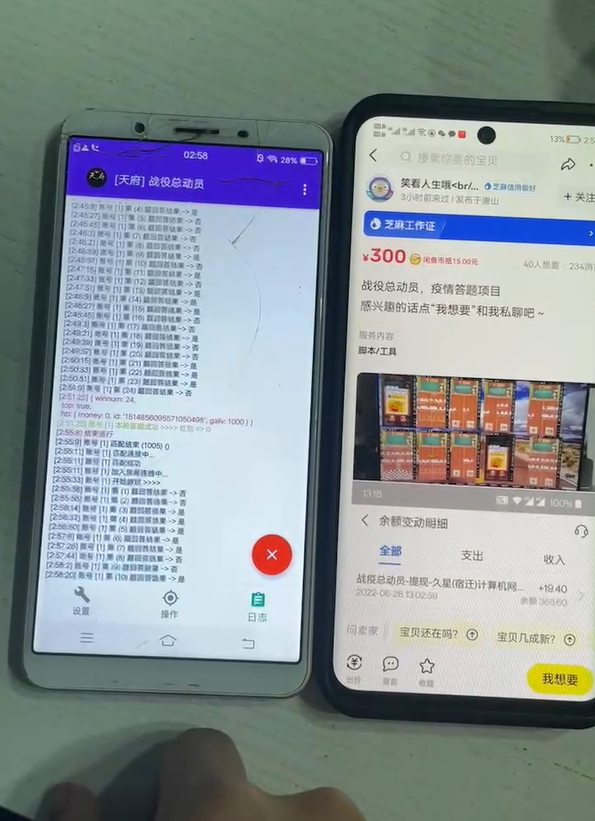 02:58
28%
[天府] 战役总动员
[2:45:9] 账号 [1] 第 (4) 题回答结果 -> 是
[2:45:27] 账号 [1] 第 (5) 题回答结果 -> 否
[2:45:45] 账号 [1] 第 (6) 题回答结果 -> 否
[2:46:3] 账号 [1] 第 (7) 题回答结果 -> 否
[2:46:21] 账号 [1] 第 (8) 题回答结果 -> 否
[2:46:39] 账号 [1] 第 (9) 题回答结果 -> 是
[2:46:57] 账号 [1] 第 (10) 题回答结果 -> 否
[2:47:15] 账号 [1] 第 (11) 题回答结果 -> 是
[2:47:33] 账号 [1] 第 (12) 题回答结果 -> 否
[2:47:51] 账号 [1] 第 (13) 题回答结果 -> 否
[2:48:9] 账号 [1] 第 (14) 题回答结果 -> 是
[2:48:27] 账号 [1] 第 (15) 题回答结果 -> 是
[2:48:45] 账号 [1] 第 (16) 题回答结果 -> 否
[2:49:3] 账号 [1] 第 (17) 题回答结果 -> 否
[2:49:21] 账号 [1] 第 (18) 题回答结果 -> 否
[2:49:39] 账号 [1] 第 (19) 题回答结果 -> 否
[2:49:57] 账号 [1] 第 (20) 题回答结果 -> 否
[2:50:15] 账号 [1] 第 (21) 题回答结果 -> 是
[2:50:33] 账号 [1] 第 (22) 题回答结果 -> 是
[2:50:51] 账号 [1] 第 (23) 题回答结果 -> 否
[2:51:9] 账号 [1] 第 (24) 题回答结果 -> 否
[2:51:25] { winnum: 24,
top: true,
hb: { money: 0, id: '1514856095571050498', gailv: 1000 } }
[2:51:25] 账号 [1] 本轮答题成功 >>>> 红包 => 0
[2:55:8] 结束运行
[2:55:9] 账号 [1] 匹配结束 (1005) ()
[2:55:11] 账号 [1] 匹配连接中...
[2:55:11] 账号 [1] 匹配成功
[2:55:11] 账号 [1] 加入房间连线中...
[2:55:33] 账号 [1] 开始游戏 >>>>
[2:55:38] 账号 [1] 第 (1) 题回答结果 -> 否
[2:55:56] 账号 [1] 第 (2) 题回答结果 -> 否
[2:56:14] 账号 [1] 第 (3) 题回答结果 -> 是
[2:56:32] 账号 [1] 第 (4) 题回答结果 -> 是
[2:56:50] 账号 [1] 第 (5) 题回答结果 -> 是
[2:57:8] 账号 [1] 第 (6) 题回答结果 -> 否
[2:57:26] 账号 [1] 第 (7) 题回答结果 -> 是
[2:57:44] 账号 [1] 第 (8) 题回答结果 -> 否
[2:58:2] 账号 [1] 第 (9) 题回答结果 -> 否
[2:58:20] 账号 [1] 第 (10) 题回答结果 -> 是
设置
操作
日志
13%
搜索你要的宝贝
笑看人生哦<br/... 芝麻信用极好
3小时前来过 | 发布于唐山
+ 关注
芝麻工作证
¥300 闲鱼币抵15.00元
40人想要
战役总动员，疫情答题项目
感兴趣的话点“我想要”和我私聊吧~
服务内容
脚本/工具
13:18
100%
余额变动明细
全部
支出
收入
战疫总动员-提现-久星(宿迁)计算机网...
+19.40
2022-06-28 13:02:59
余额 368.60
问卖家
宝贝还在吗?
宝贝几成新?
出价
留言
收藏
我想要